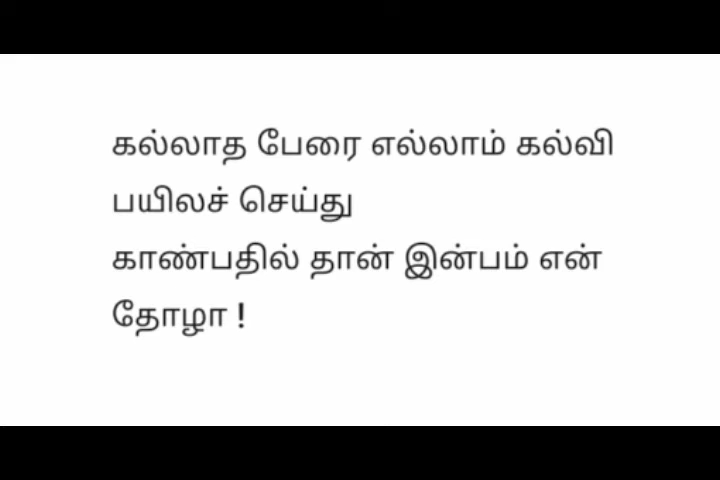 கல்லாத பேரை எல்லாம் கல்வி
பயிலச் செய்து
காண்பதில் தான் இன்பம் என்
தோழா !